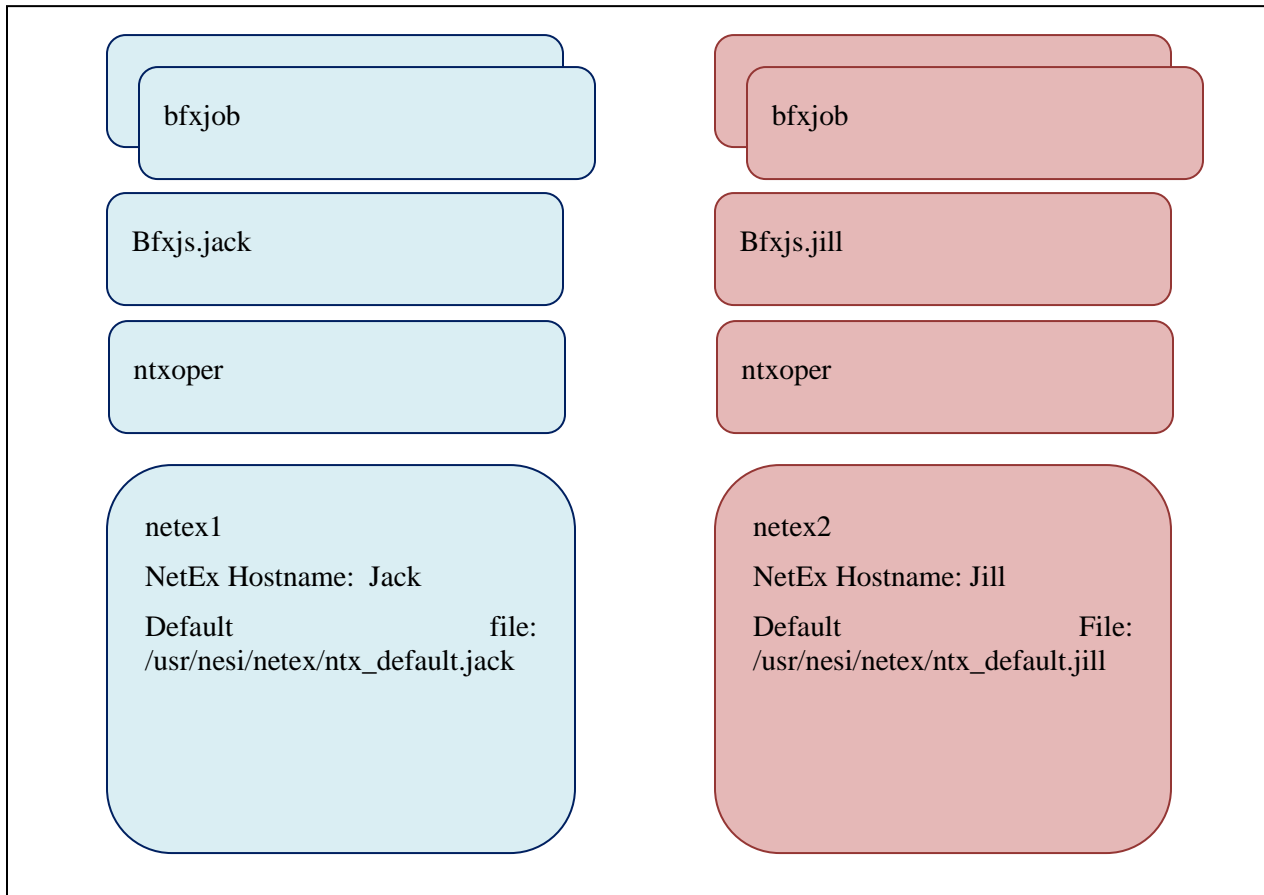 bfxjob
Bfxjs.jack
ntxoper
netex1
NetEx Hostname:  Jack
Default file:
/usr/nesi/netex/ntx_default.jack
bfxjob
Bfxjs.jill
ntxoper
netex2
NetEx Hostname: Jill
Default File:
/usr/nesi/netex/ntx_default.jill